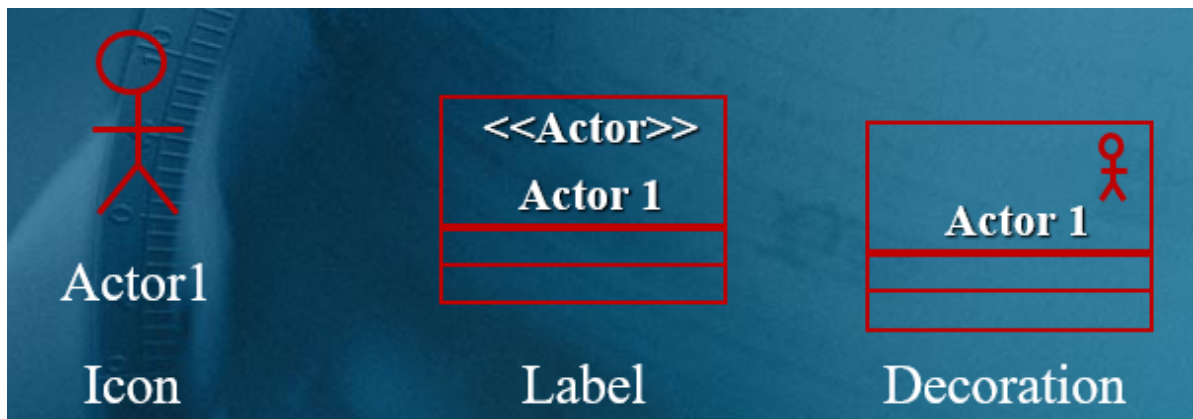 Actor1
Icon
<<Actor>>
Actor 1
Label
Actor 1
Decoration